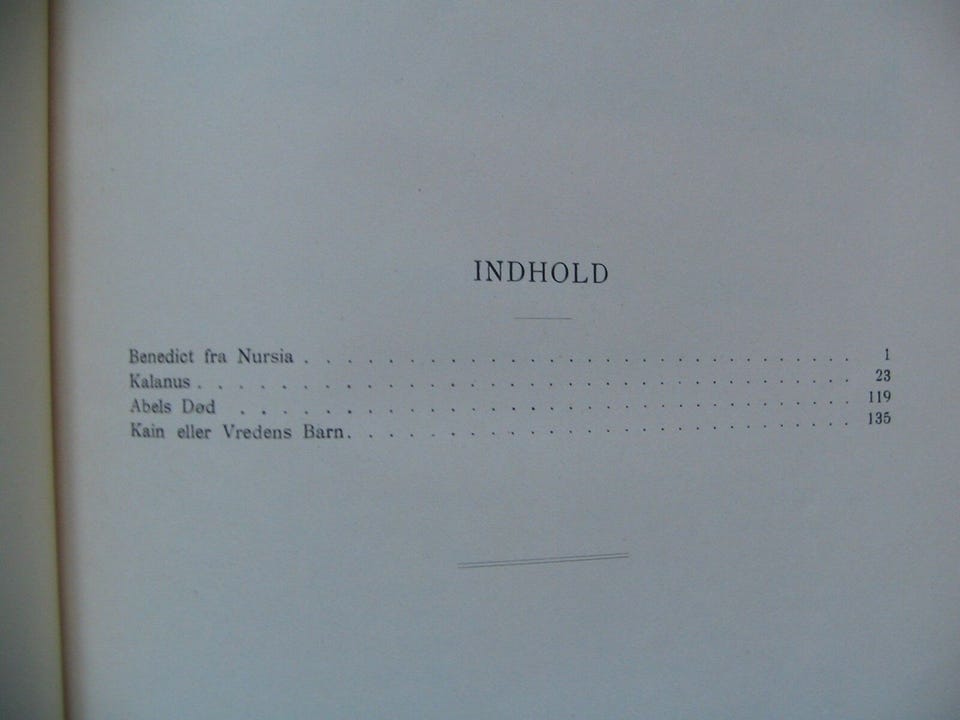 INDHOLD
Benedict fra Nursia . . . . . . . . . . . . . . . . . . . . . . . . . . . 1
Kalanus . . . . . . . . . . . . . . . . . . . . . . . . . . . . . . . 23
Abels Død . . . . . . . . . . . . . . . . . . . . . . . . . . . . . 119
Kain eller Vredens Barn. . . . . . . . . . . . . . . . . . . . . . . . 135